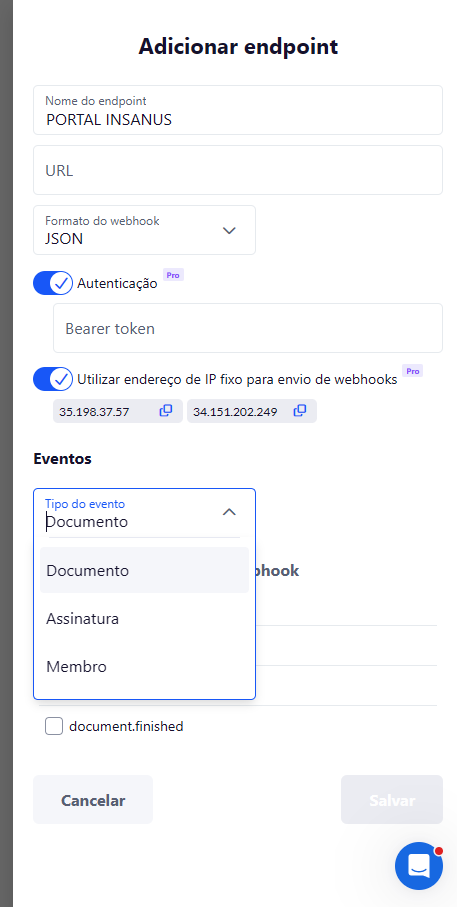 Adicionar endpoint
Nome do endpoint
PORTAL INSANUS
URL
Formato do webhook
JSON
Autenticação Pro
Bearer token
Utilizar endereço de IP fixo para envio de webhooks Pro
35.198.37.57 34.151.202.249
Eventos
Tipo do evento
Documento
Documento
Assinatura
Membro
document.finished
Cancelar Salvar